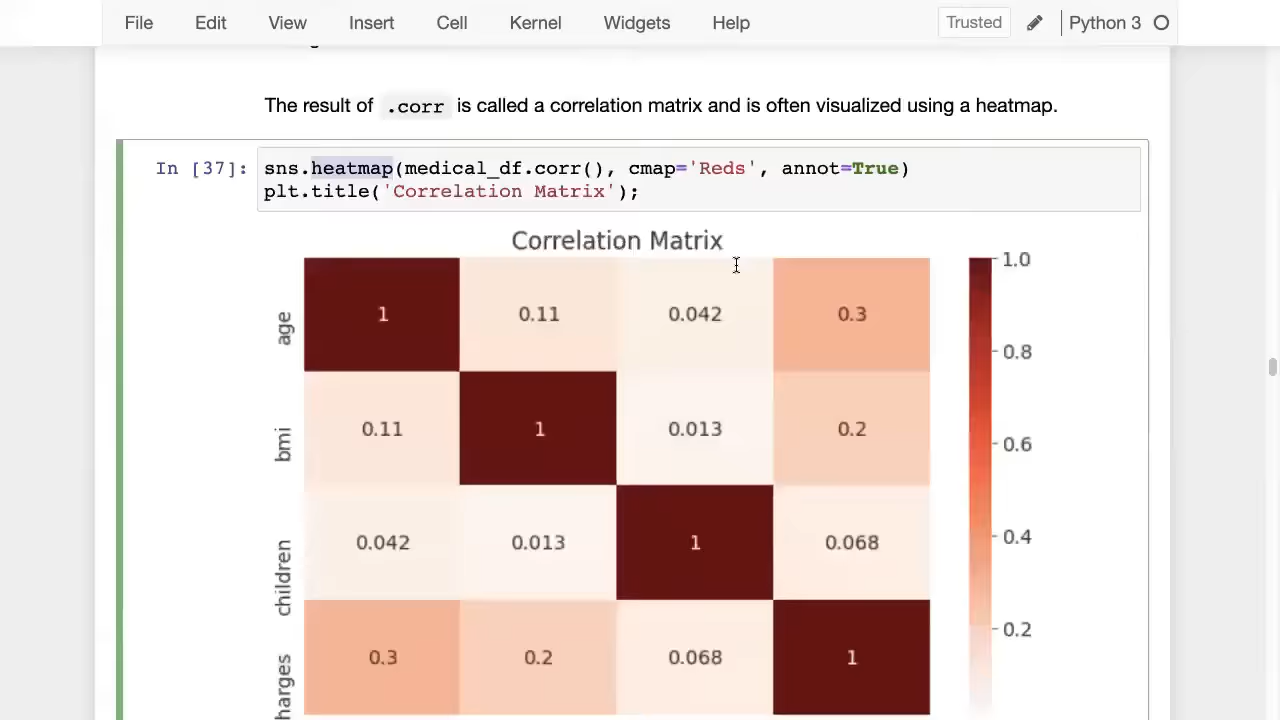 File Edit View Insert Cell Kernel Widgets Help Trusted Python 3
The result of .corr is called a correlation matrix and is often visualized using a heatmap.
In [37]: sns.heatmap(medical_df.corr(), cmap='Reds', annot=True)
plt.title('Correlation Matrix');
Correlation Matrix
age 1 0.11 0.042 0.3
bmi 0.11 1 0.013 0.2
children 0.042 0.013 1 0.068
harges 0.3 0.2 0.068 1
1.0
0.8
0.6
0.4
0.2